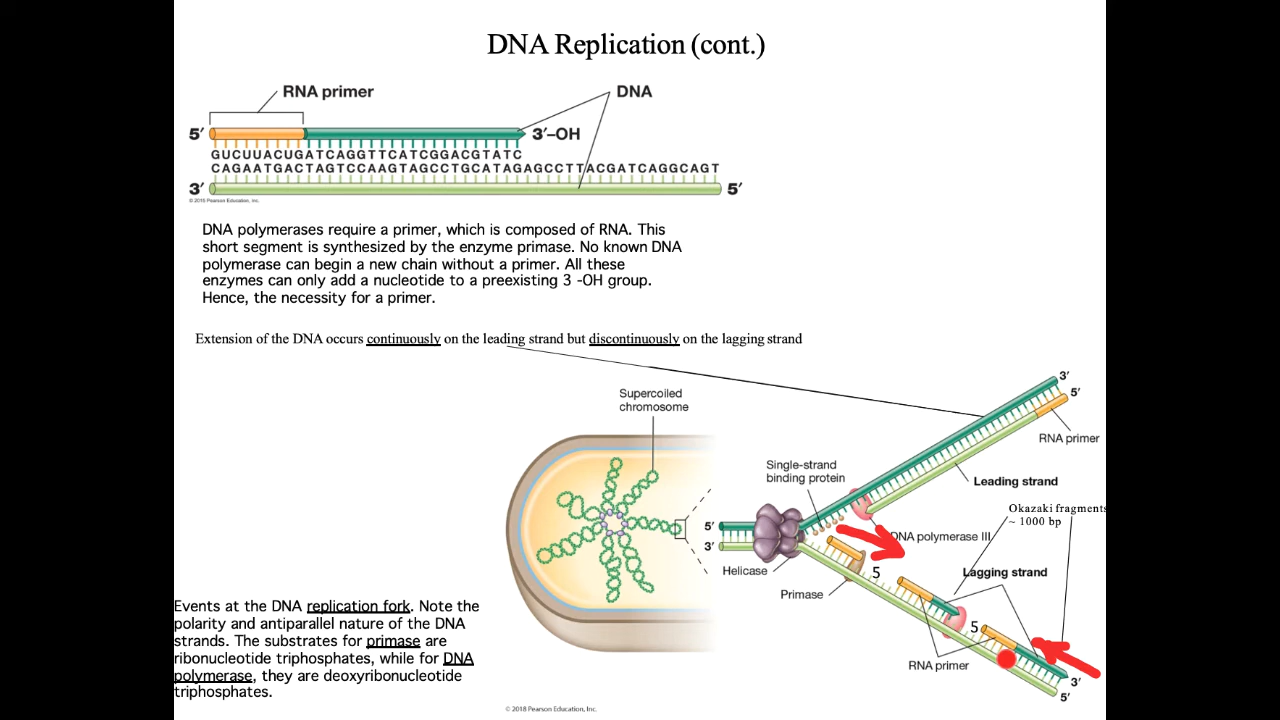 DNA Replication (cont.)
RNA primer
DNA
5′
3′–OH
GUCUUACUGATCAGGTTCATCGGACGTATC
CAGAATGACTAGTCCAAGTAGCCTGCATAGAGCCTTACGATCAGGCAGT
3′
5′
© 2015 Pearson Education, Inc.
DNA polymerases require a primer, which is composed of RNA. This
short segment is synthesized by the enzyme primase. No known DNA
polymerase can begin a new chain without a primer. All these
enzymes can only add a nucleotide to a preexisting 3 -OH group.
Hence, the necessity for a primer.
Extension of the DNA occurs continuously on the leading strand but discontinuously on the lagging strand
3′
5′
Supercoiled
chromosome
RNA primer
Single-strand
binding protein
Leading strand
Okazaki fragments
~ 1000 bp
5′
3′
DNA polymerase III
Helicase
5
Lagging strand
Primase
5
RNA primer
3′
5′
Events at the DNA replication fork. Note the
polarity and antiparallel nature of the DNA
strands. The substrates for primase are
ribonucleotide triphosphates, while for DNA
polymerase, they are deoxyribonucleotide
triphosphates.
© 2018 Pearson Education, Inc.